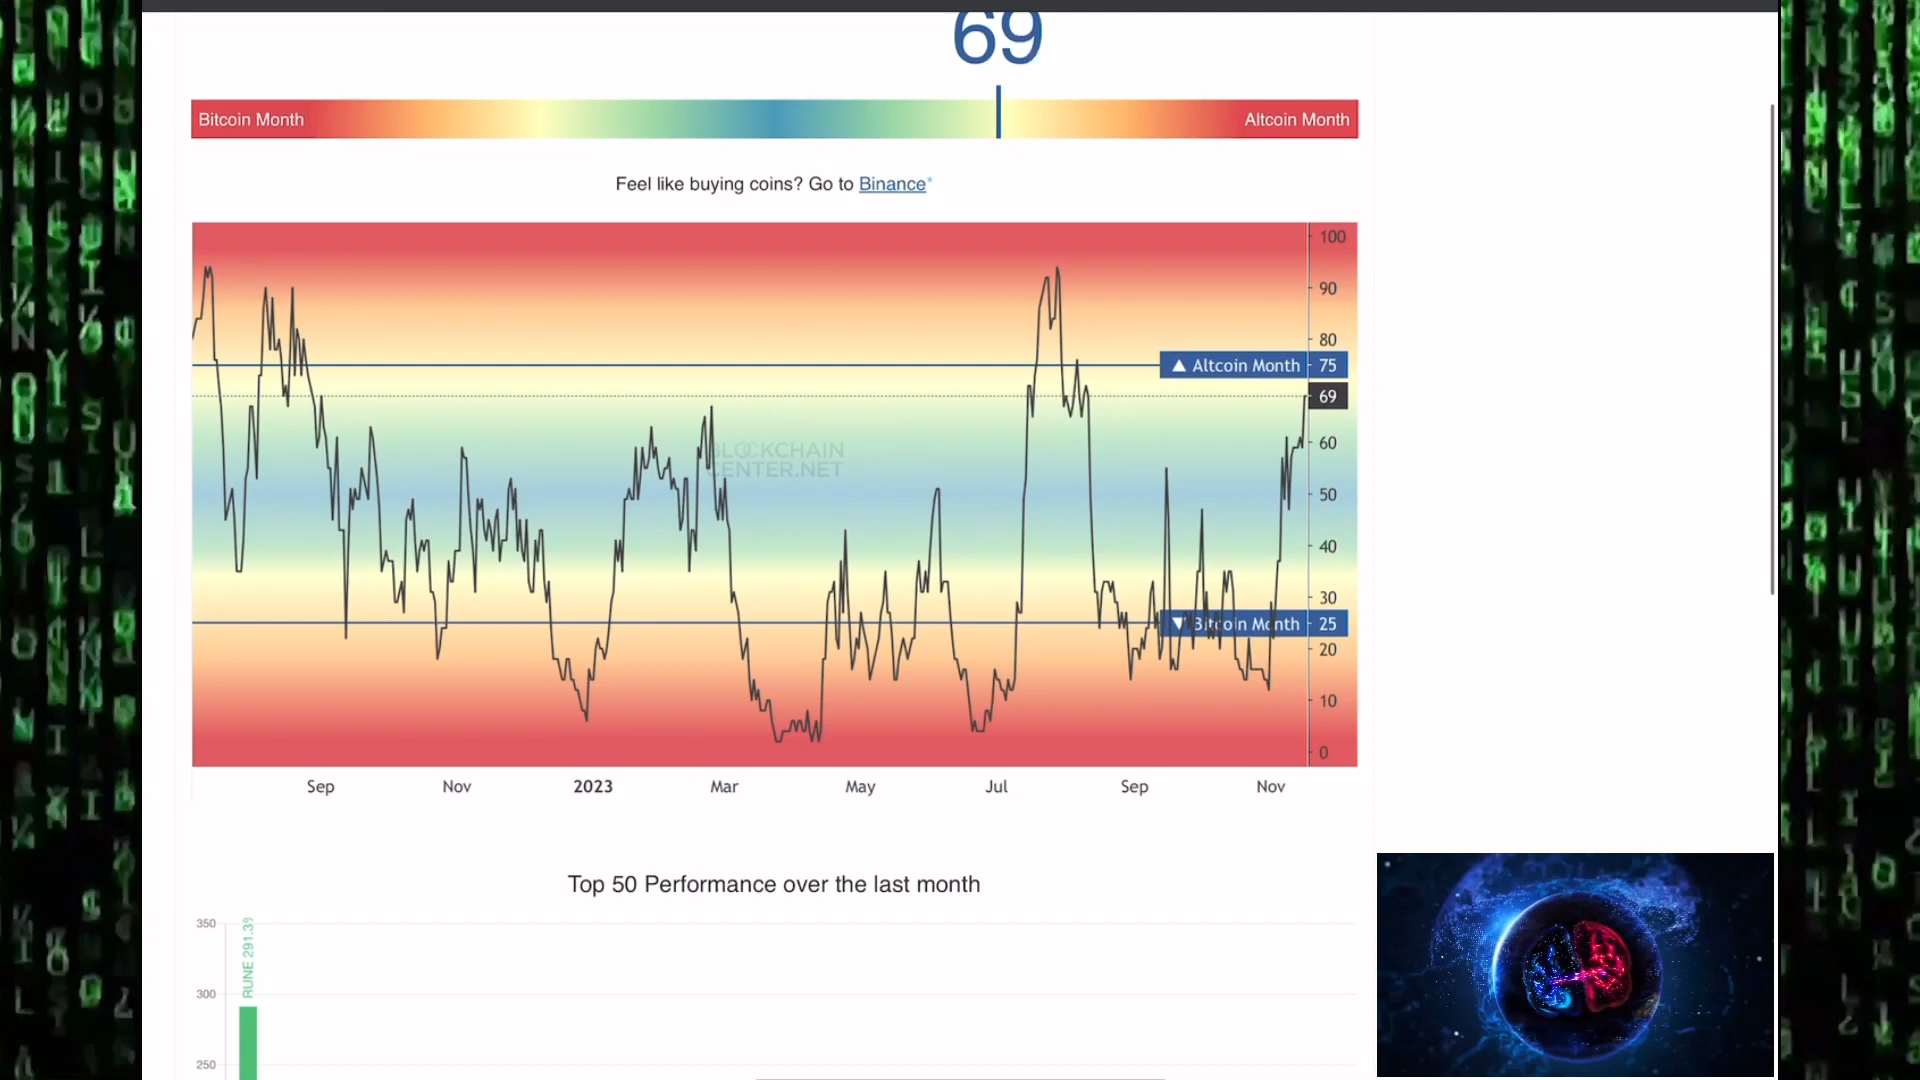 69
Bitcoin Month
Altcoin Month
Feel like buying coins? Go to Binance*
100
90
80
▲ Altcoin Month 75
69
60
BLOCKCHAIN
CENTER.NET
50
40
30
▼ Bitcoin Month 25
20
10
0
Sep Nov 2023 Mar May Jul Sep Nov
Top 50 Performance over the last month
350
RUNE 291.39
300
250